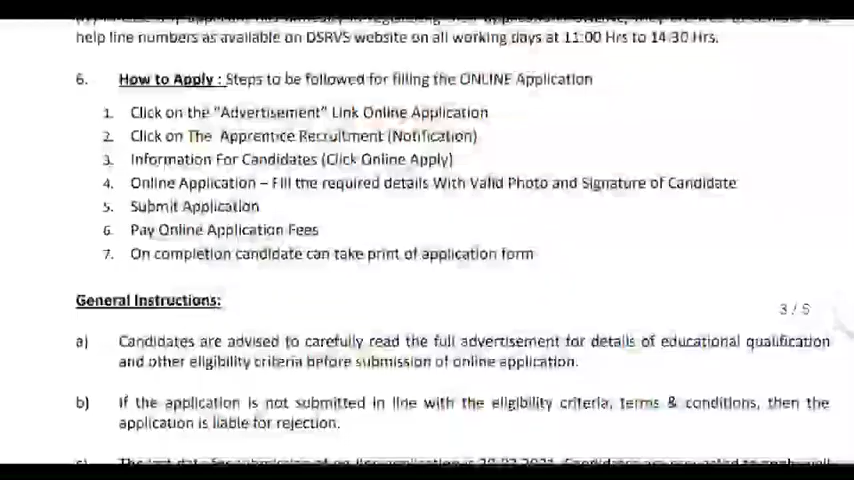 help line numbers as available on DSRVS website on all working days at 11:00 Hrs to 14:30 Hrs.
6. How to Apply : Steps to be followed for filling the ONLINE Application
1. Click on the "Advertisement" Link Online Application
2. Click on The Apprentice Recruitment (Notification)
3. Information For Candidates (Click Online Apply)
4. Online Application – Fill the required details With Valid Photo and Signature of Candidate
5. Submit Application
6. Pay Online Application Fees
7. On completion candidate can take print of application form
General Instructions:
3 / 5
a) Candidates are advised to carefully read the full advertisement for details of educational qualification
and other eligibility criteria before submission of online application.
b) If the application is not submitted in line with the eligibility criteria, terms & conditions, then the
application is liable for rejection.